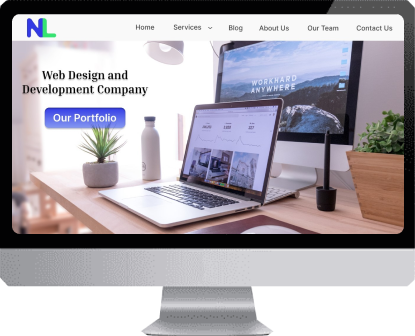 NL
Home Services Blog About Us Our Team Contact Us
Web Design and
Development Company
Our Portfolio
WORKHARD
ANYWHERE